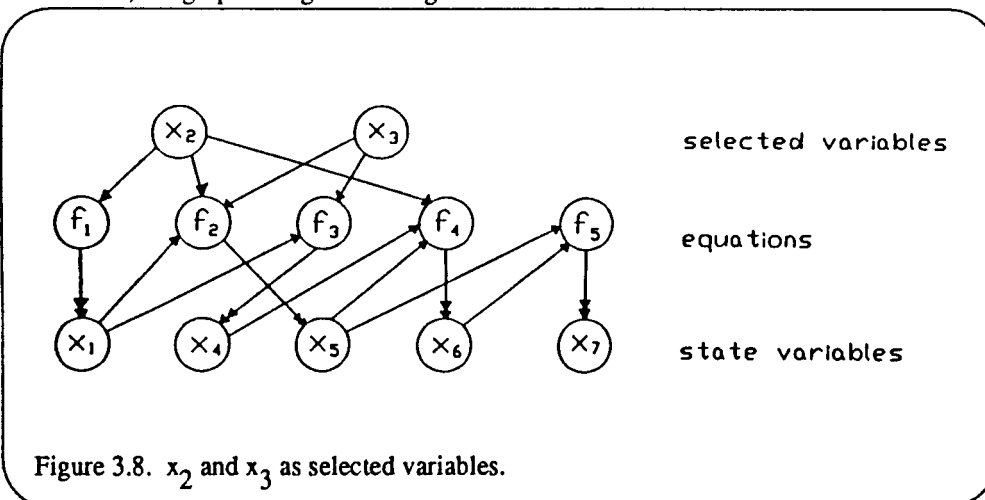 x₂ x₃ selected variables
f₁ f₂ f₃ f₄ f₅ equations
x₁ x₄ x₅ x₆ x₇ state variables
Figure 3.8. x₂ and x₃ as selected variables.